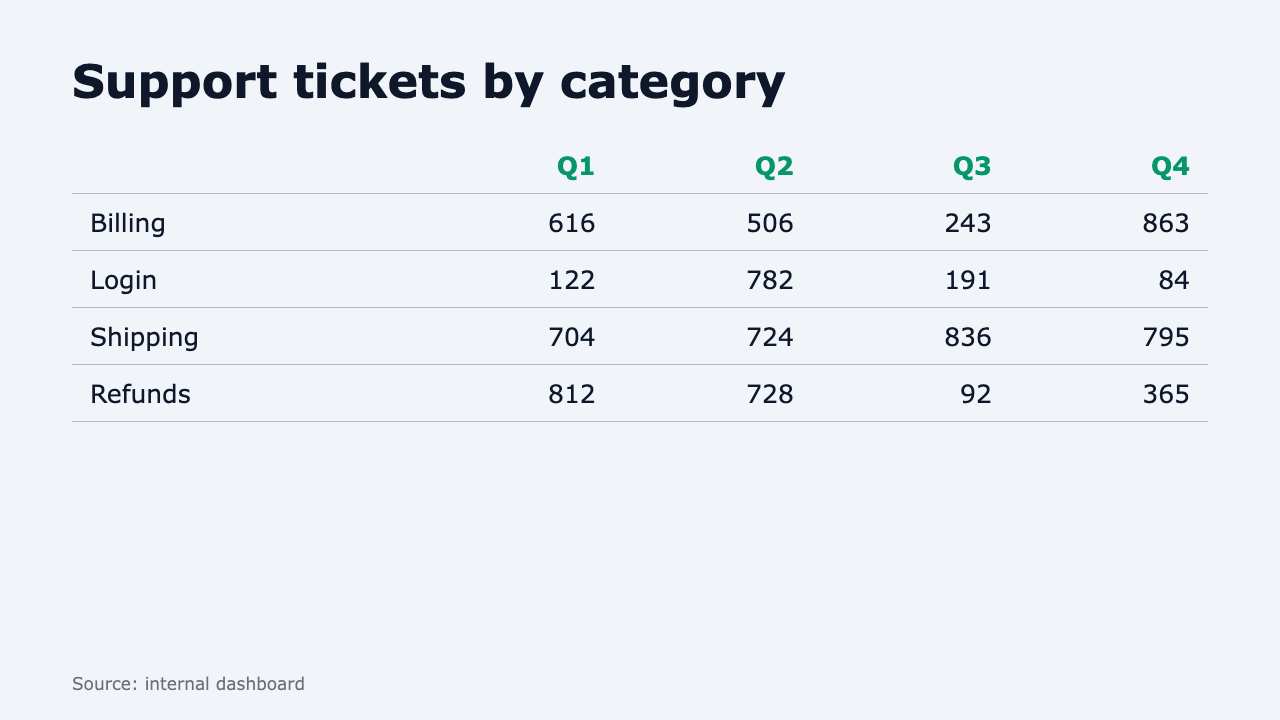 Support tickets by category
Q1 Q2 Q3 Q4
Billing 616 506 243 863
Login 122 782 191 84
Shipping 704 724 836 795
Refunds 812 728 92 365
Source: internal dashboard